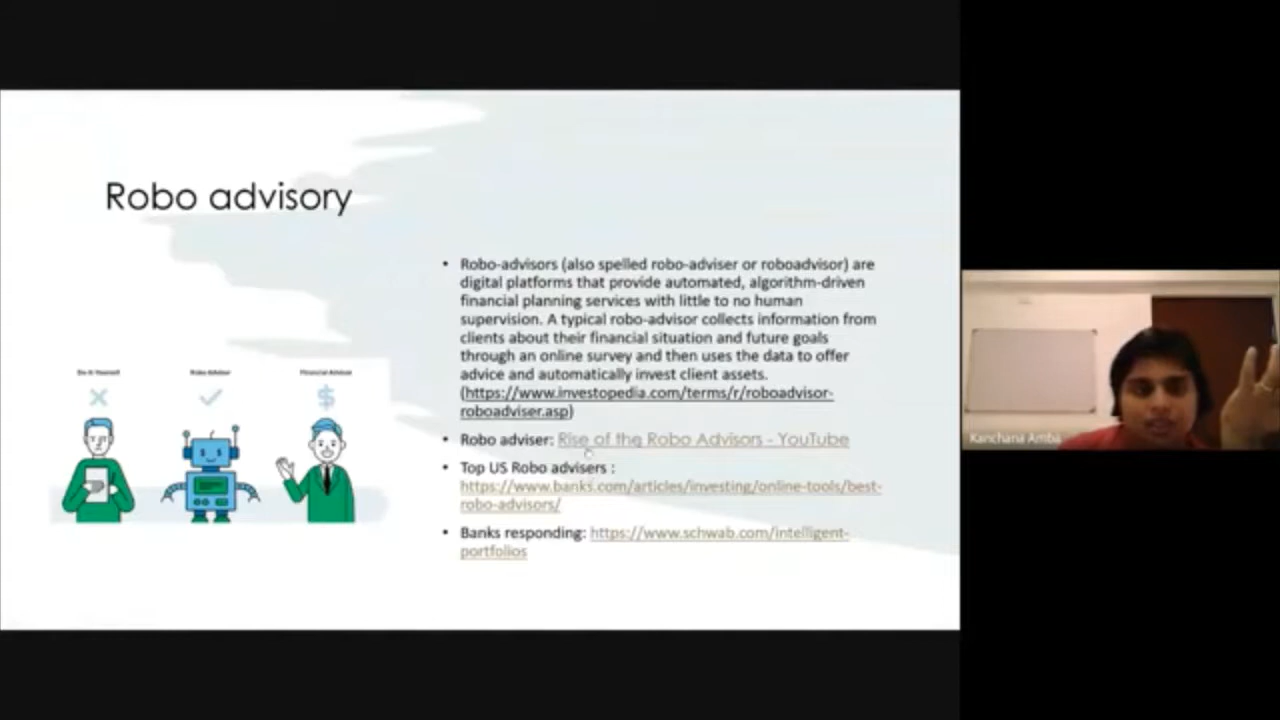 Robo advisory
• Robo-advisors (also spelled robo-adviser or roboadvisor) are
digital platforms that provide automated, algorithm-driven
financial planning services with little to no human
supervision. A typical robo-advisor collects information from
clients about their financial situation and future goals
through an online survey and then uses the data to offer
advice and automatically invest client assets.
(https://www.investopedia.com/terms/r/roboadvisor-
roboadviser.asp)
• Robo adviser: Rise of the Robo Advisors - YouTube
• Top US Robo advisers :
https://www.banks.com/articles/investing/online-tools/best-
robo-advisors/
• Banks responding: https://www.schwab.com/intelligent-
portfolios
Do-It-Yourself
Robo-Advisor
Financial Advisor
$
Kanchana Amba